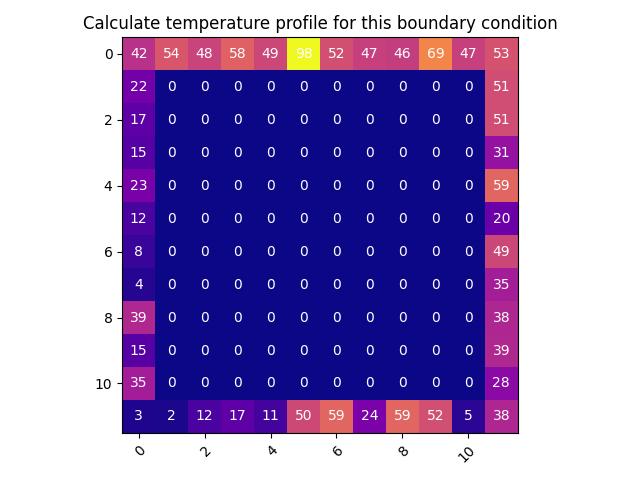 Calculate temperature profile for this boundary condition
0 42 54 48 58 49 98 52 47 46 69 47 53
22 0 0 0 0 0 0 0 0 0 0 51
2 17 0 0 0 0 0 0 0 0 0 0 51
15 0 0 0 0 0 0 0 0 0 0 31
4 23 0 0 0 0 0 0 0 0 0 0 59
12 0 0 0 0 0 0 0 0 0 0 20
6 8 0 0 0 0 0 0 0 0 0 0 49
4 0 0 0 0 0 0 0 0 0 0 35
8 39 0 0 0 0 0 0 0 0 0 0 38
15 0 0 0 0 0 0 0 0 0 0 39
10 35 0 0 0 0 0 0 0 0 0 0 28
3 2 12 17 11 50 59 24 59 52 5 38
0 2 4 6 8 10